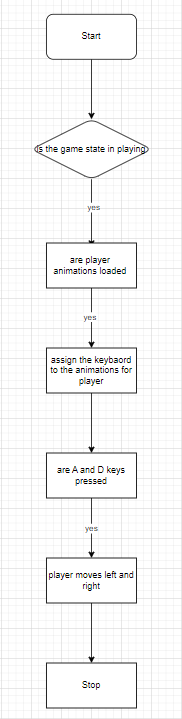 Start
is the game state in playing
yes
are player
animations loaded
yes
assign the keybaord
to the animations for
player
are A and D keys
pressed
yes
player moves left and
right
Stop